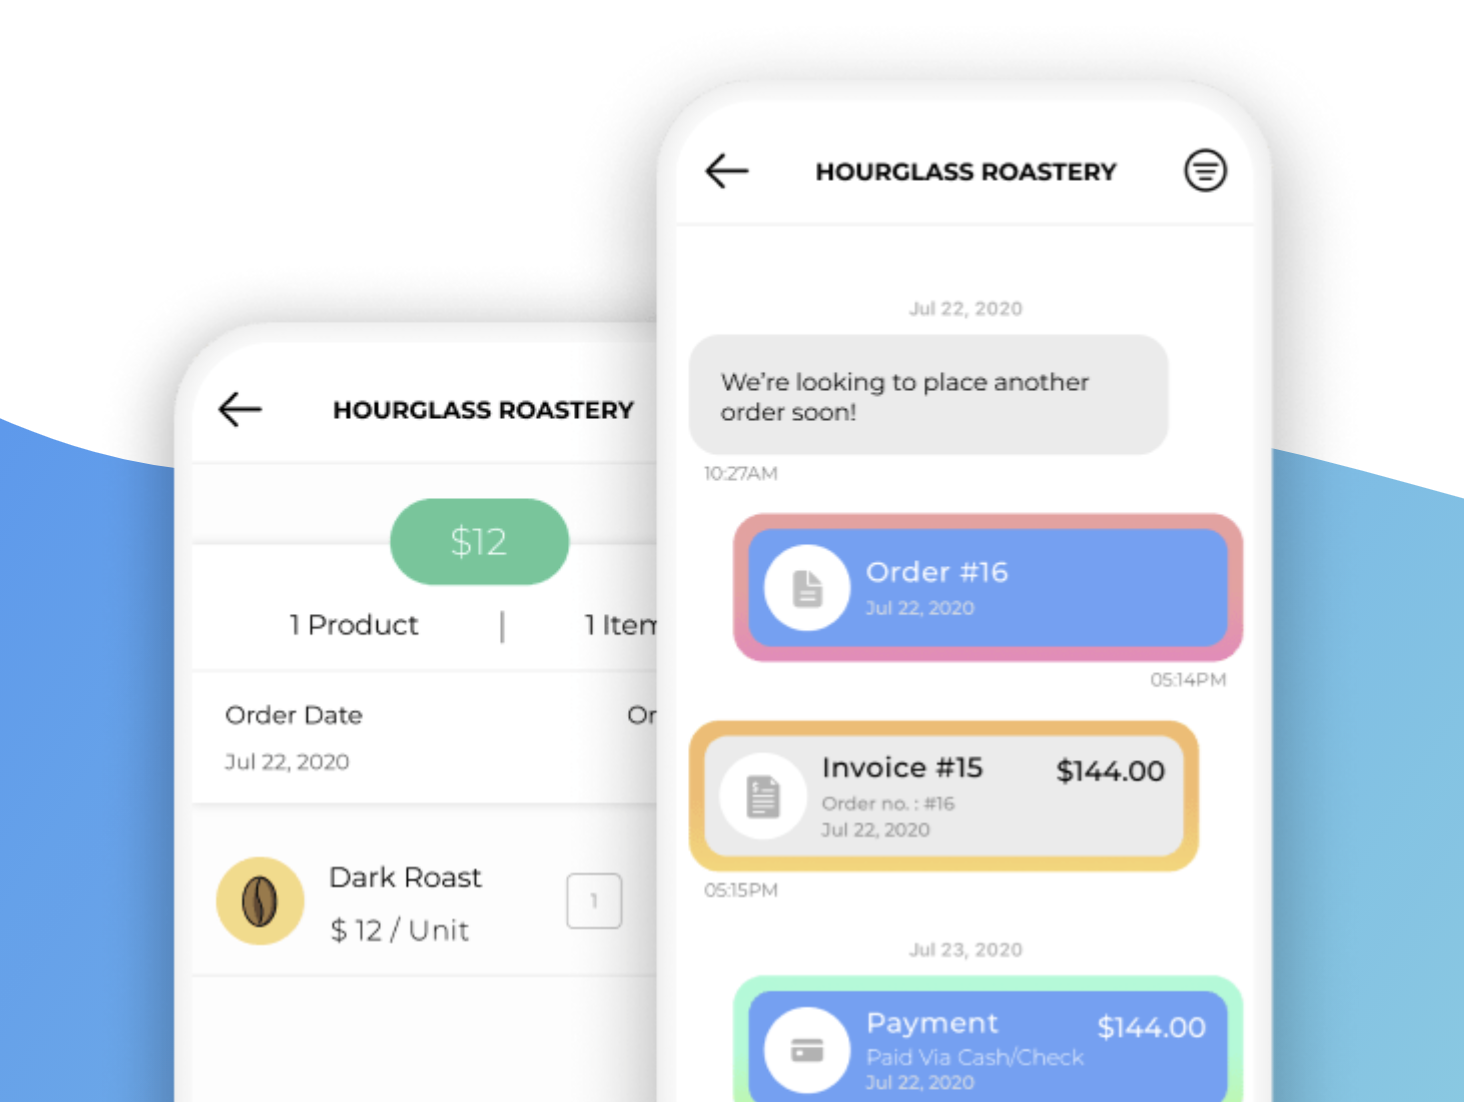 HOURGLASS ROASTERY
$12
1 Product | 1 Item
Order Date
Jul 22, 2020
Dark Roast
$ 12 / Unit
1
HOURGLASS ROASTERY
Jul 22, 2020
We’re looking to place another
order soon!
10:27AM
Order #16
Jul 22, 2020
05:14PM
Invoice #15 $144.00
Order no. : #16
Jul 22, 2020
05:15PM
Jul 23, 2020
Payment $144.00
Paid Via Cash/Check
Jul 22, 2020